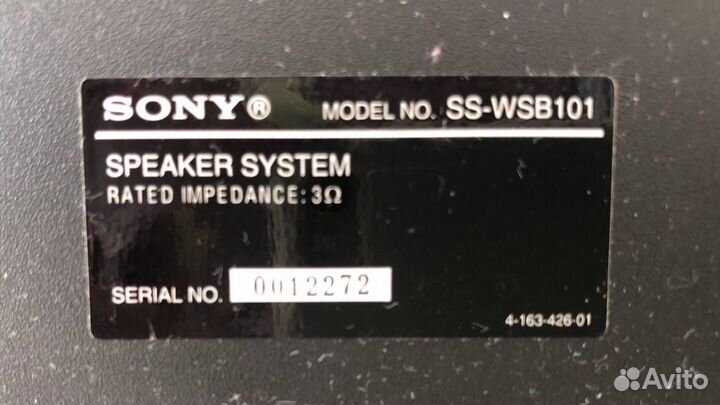 SONY® MODEL NO. SS-WSB101
SPEAKER SYSTEM
RATED IMPEDANCE: 3Ω
SERIAL NO. 0012272
4-163-426-01
Avito